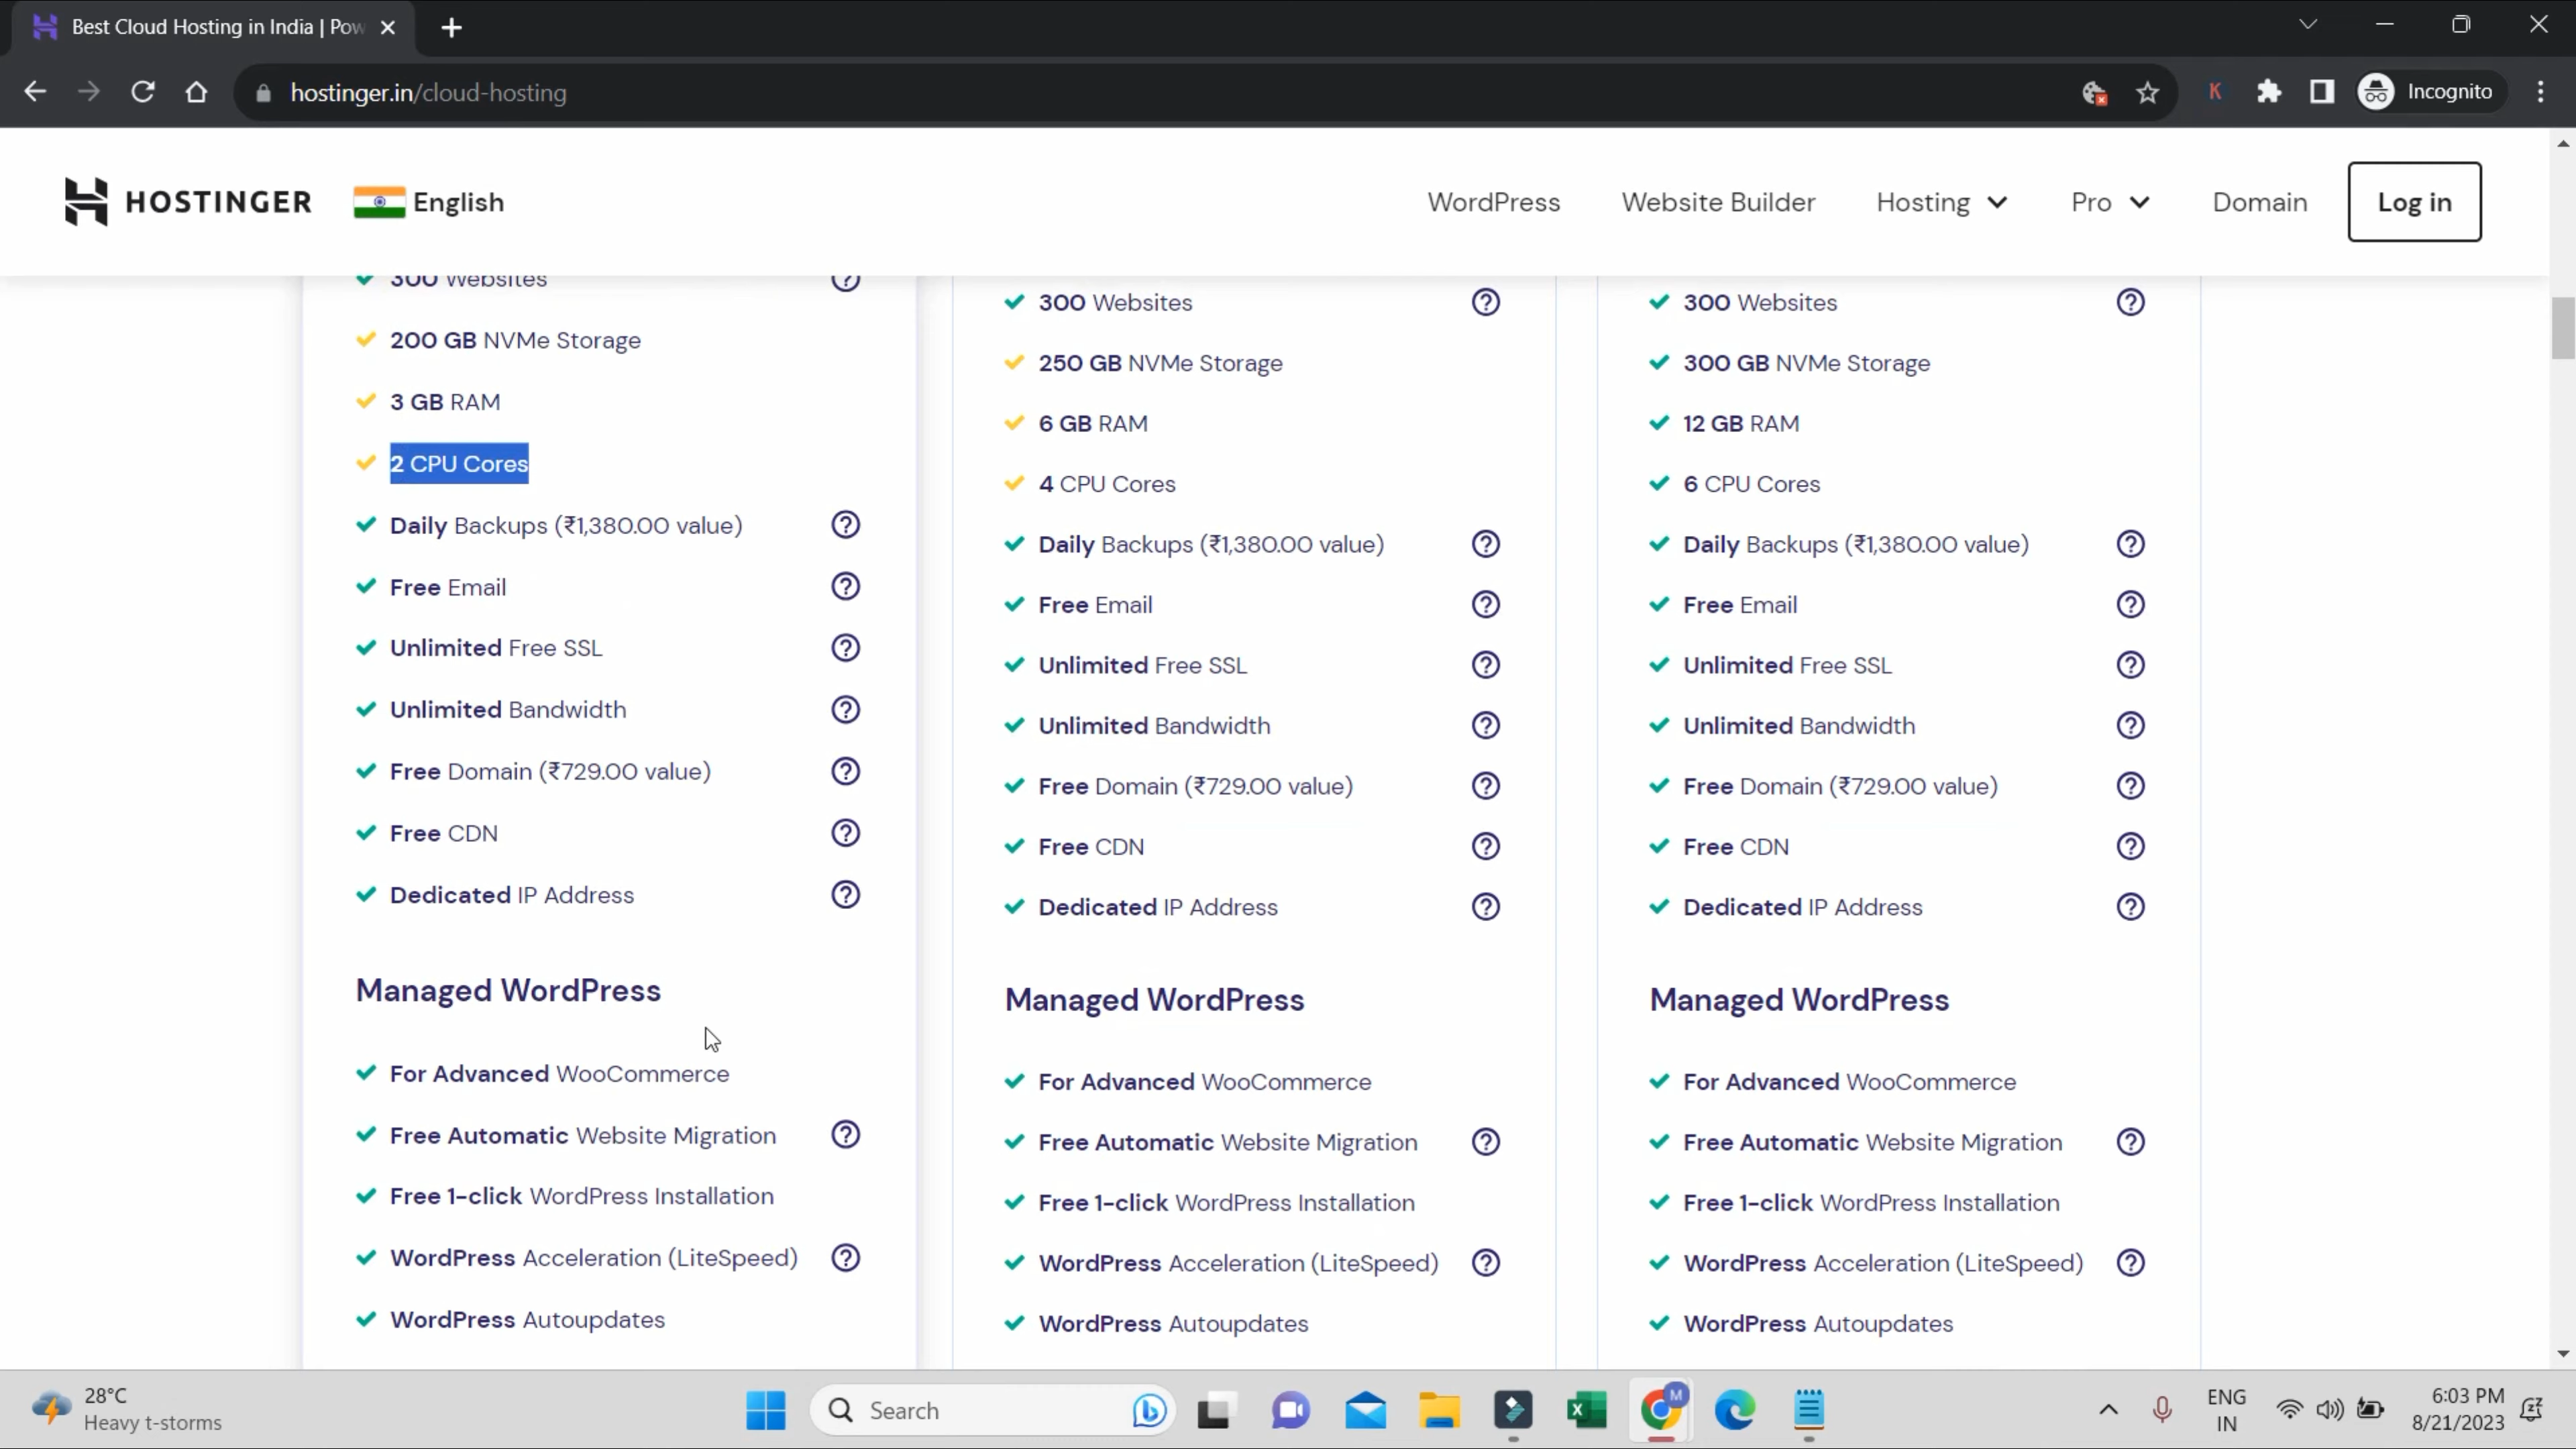 Best Cloud Hosting in India | Pow
hostinger.in/cloud-hosting
K
Incognito
HOSTINGER
English
WordPress
Website Builder
Hosting
Pro
Domain
Log in
300 Websites
200 GB NVMe Storage
3 GB RAM
2 CPU Cores
Daily Backups (₹1,380.00 value)
Free Email
Unlimited Free SSL
Unlimited Bandwidth
Free Domain (₹729.00 value)
Free CDN
Dedicated IP Address
Managed WordPress
For Advanced WooCommerce
Free Automatic Website Migration
Free 1-click WordPress Installation
WordPress Acceleration (LiteSpeed)
WordPress Autoupdates
300 Websites
250 GB NVMe Storage
6 GB RAM
4 CPU Cores
Daily Backups (₹1,380.00 value)
Free Email
Unlimited Free SSL
Unlimited Bandwidth
Free Domain (₹729.00 value)
Free CDN
Dedicated IP Address
Managed WordPress
For Advanced WooCommerce
Free Automatic Website Migration
Free 1-click WordPress Installation
WordPress Acceleration (LiteSpeed)
WordPress Autoupdates
300 Websites
300 GB NVMe Storage
12 GB RAM
6 CPU Cores
Daily Backups (₹1,380.00 value)
Free Email
Unlimited Free SSL
Unlimited Bandwidth
Free Domain (₹729.00 value)
Free CDN
Dedicated IP Address
Managed WordPress
For Advanced WooCommerce
Free Automatic Website Migration
Free 1-click WordPress Installation
WordPress Acceleration (LiteSpeed)
WordPress Autoupdates
28°C
Heavy t-storms
Search
M
ENG
IN
6:03 PM
8/21/2023